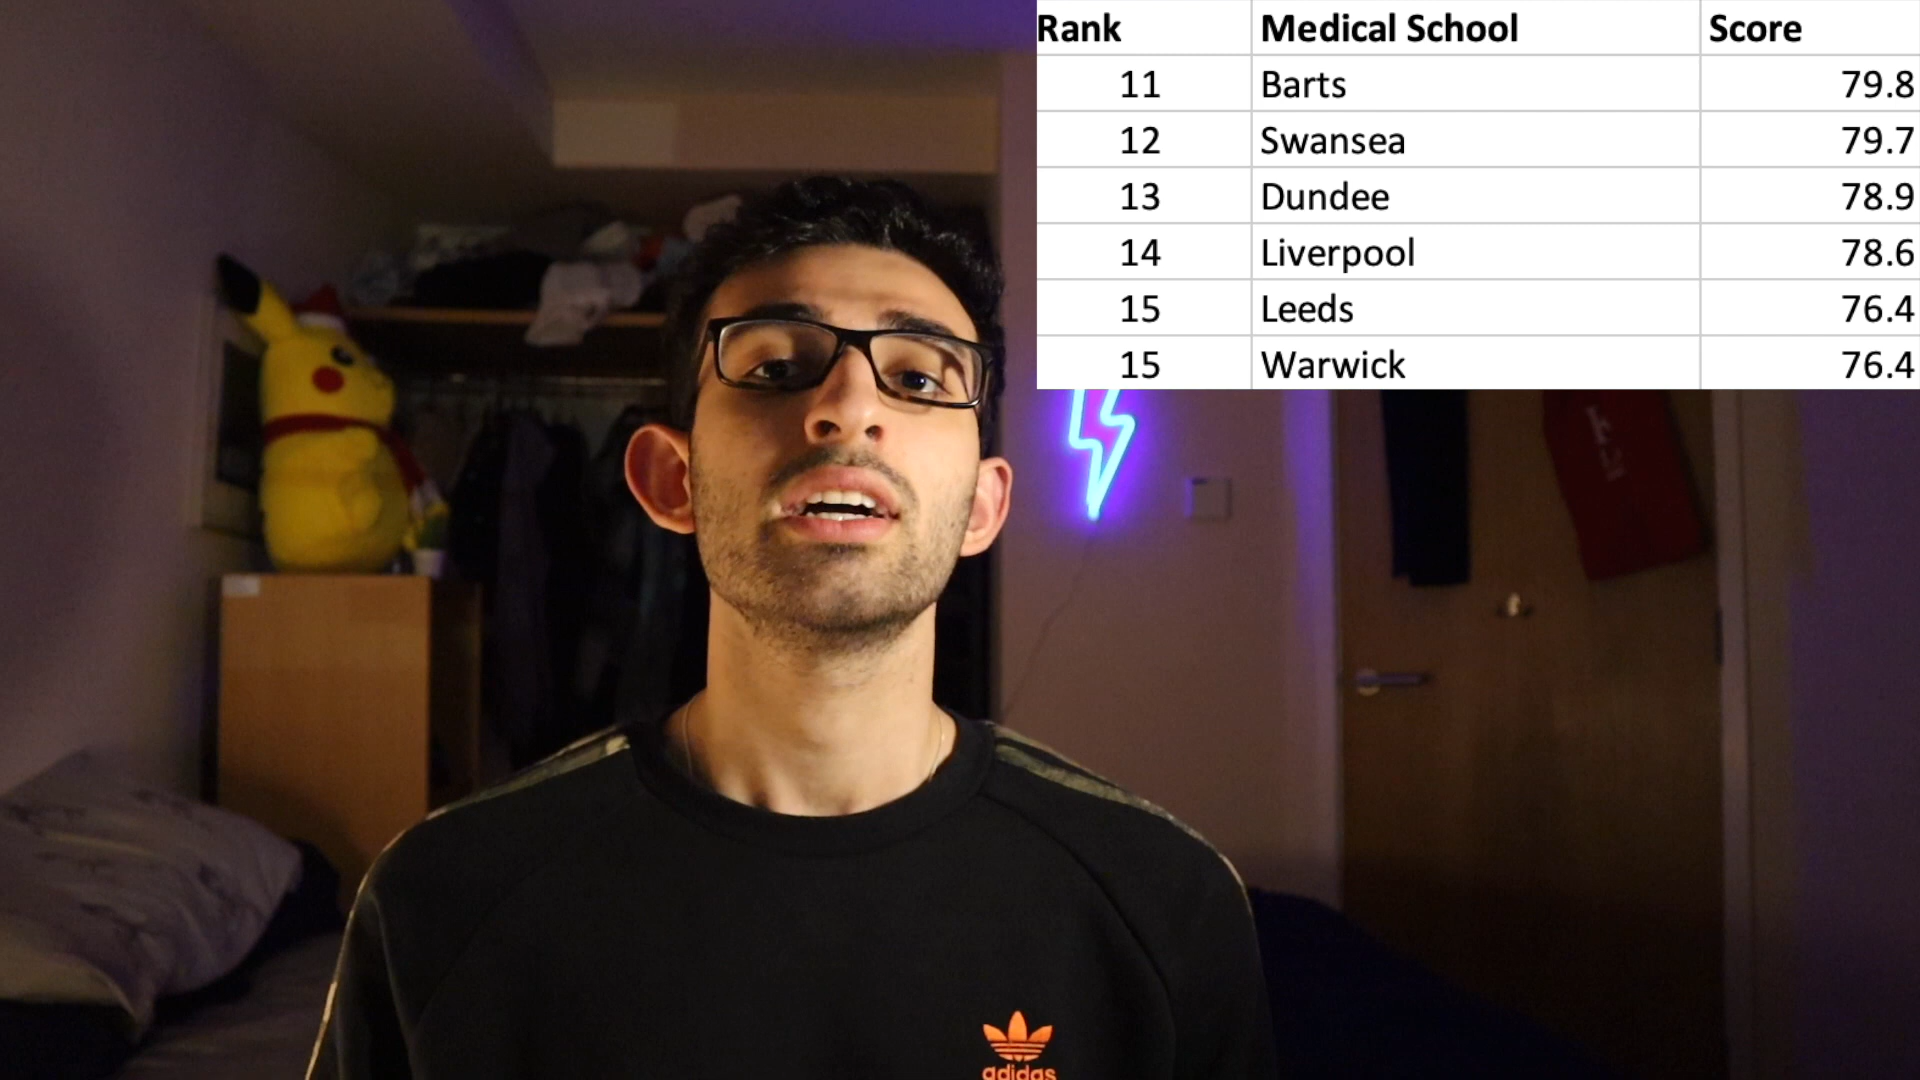 Rank Medical School Score
11 Barts 79.8
12 Swansea 79.7
13 Dundee 78.9
14 Liverpool 78.6
15 Leeds 76.4
15 Warwick 76.4
adidas